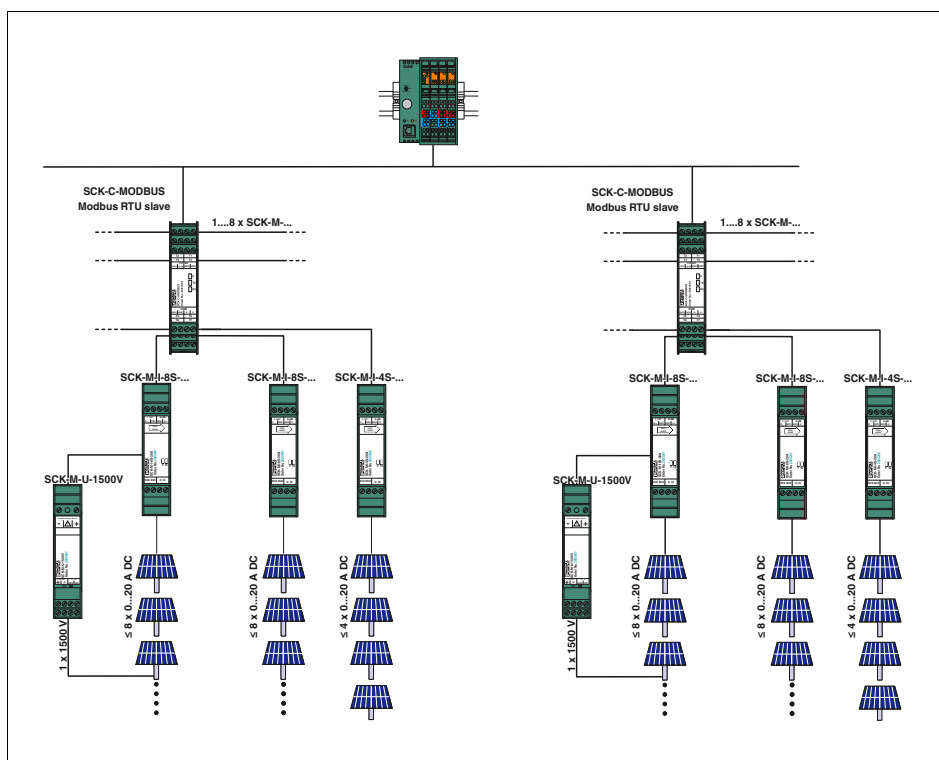 SCK-C-MODBUS
Modbus RTU slave
1....8 x SCK-M-...
SCK-C-MODBUS
Modbus RTU slave
1....8 x SCK-M-...
SCK-M-I-8S-...
SCK-M-I-8S-...
SCK-M-I-4S-...
SCK-M-I-8S-...
SCK-M-I-8S-...
SCK-M-I-4S-...
SCK-M-U-1500V
SCK-M-U-1500V
- +
- +
1 x 1500 V
≤ 8 x 0...20 A DC
≤ 8 x 0...20 A DC
≤ 4 x 0...20 A DC
1 x 1500 V
≤ 8 x 0...20 A DC
≤ 8 x 0...20 A DC
≤ 4 x 0...20 A DC